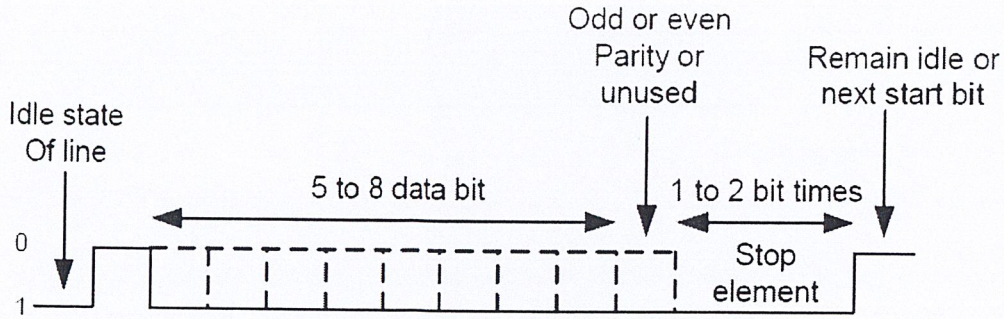 Odd or even
Parity or
unused
Remain idle or
next start bit
Idle state
Of line
5 to 8 data bit
1 to 2 bit times
0
Stop
element
1